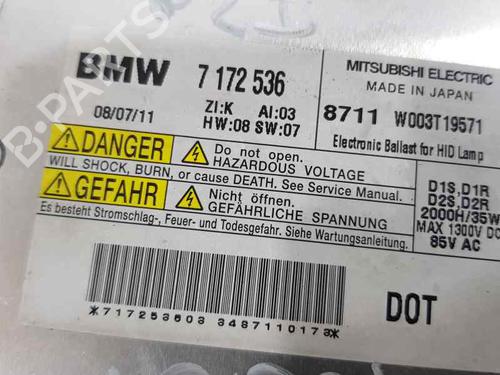 BMW 7 172 536
MITSUBISHI ELECTRIC
MADE IN JAPAN
08/07/11 ZI:K AI:03
HW:08 SW:07
8711 W003T19571
Electronic Ballast for HID Lamp
DANGER Do not open.
HAZARDOUS VOLTAGE
WILL SHOCK, BURN, or cause DEATH. See Service Manual.
GEFAHR Nicht öffnen.
GEFÄHRLICHE SPANNUNG
Es besteht Stromschlag-, Feuer- und Todesgefahr. Siehe Wartungsanleitung.
D1S,D1R
D2S,D2R
2000H/35W
MAX 1300V DC
85V AC
DOT
*717253603 3487110173*